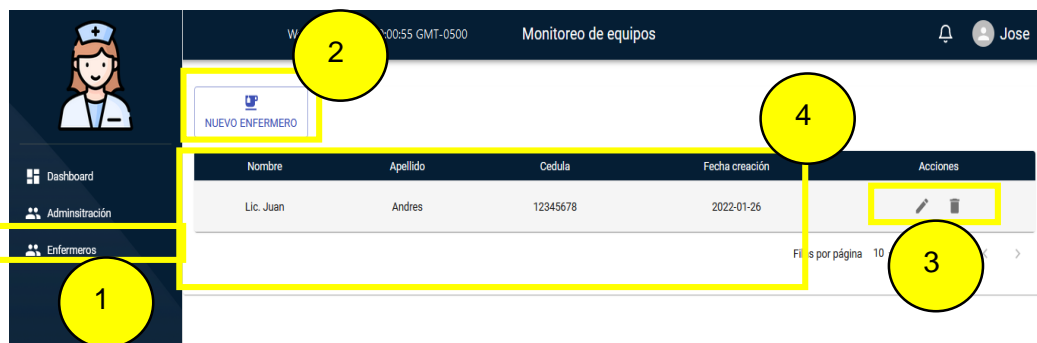 W :00:55 GMT-0500 Monitoreo de equipos Jose
2
NUEVO ENFERMERO
4
Nombre Apellido Cedula Fecha creación Acciones
Lic. Juan Andres 12345678 2022-01-26
por página 10
3
Dashboard
Adminsitración
Enfermeros
1